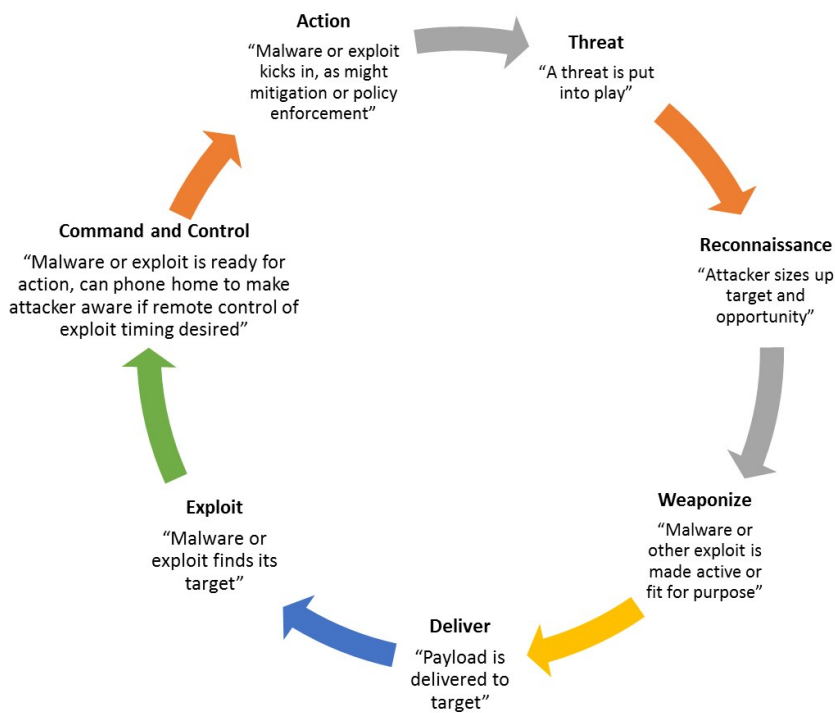 Action
“Malware or exploit
kicks in, as might
mitigation or policy
enforcement”
Threat
“A threat is put
into play”
Reconnaissance
“Attacker sizes up
target and
opportunity”
Weaponize
“Malware or
other exploit is
made active or
fit for purpose”
Deliver
“Payload is
delivered to
target”
Exploit
“Malware or
exploit finds its
target”
Command and Control
“Malware or exploit is ready for
action, can phone home to make
attacker aware if remote control of
exploit timing desired”